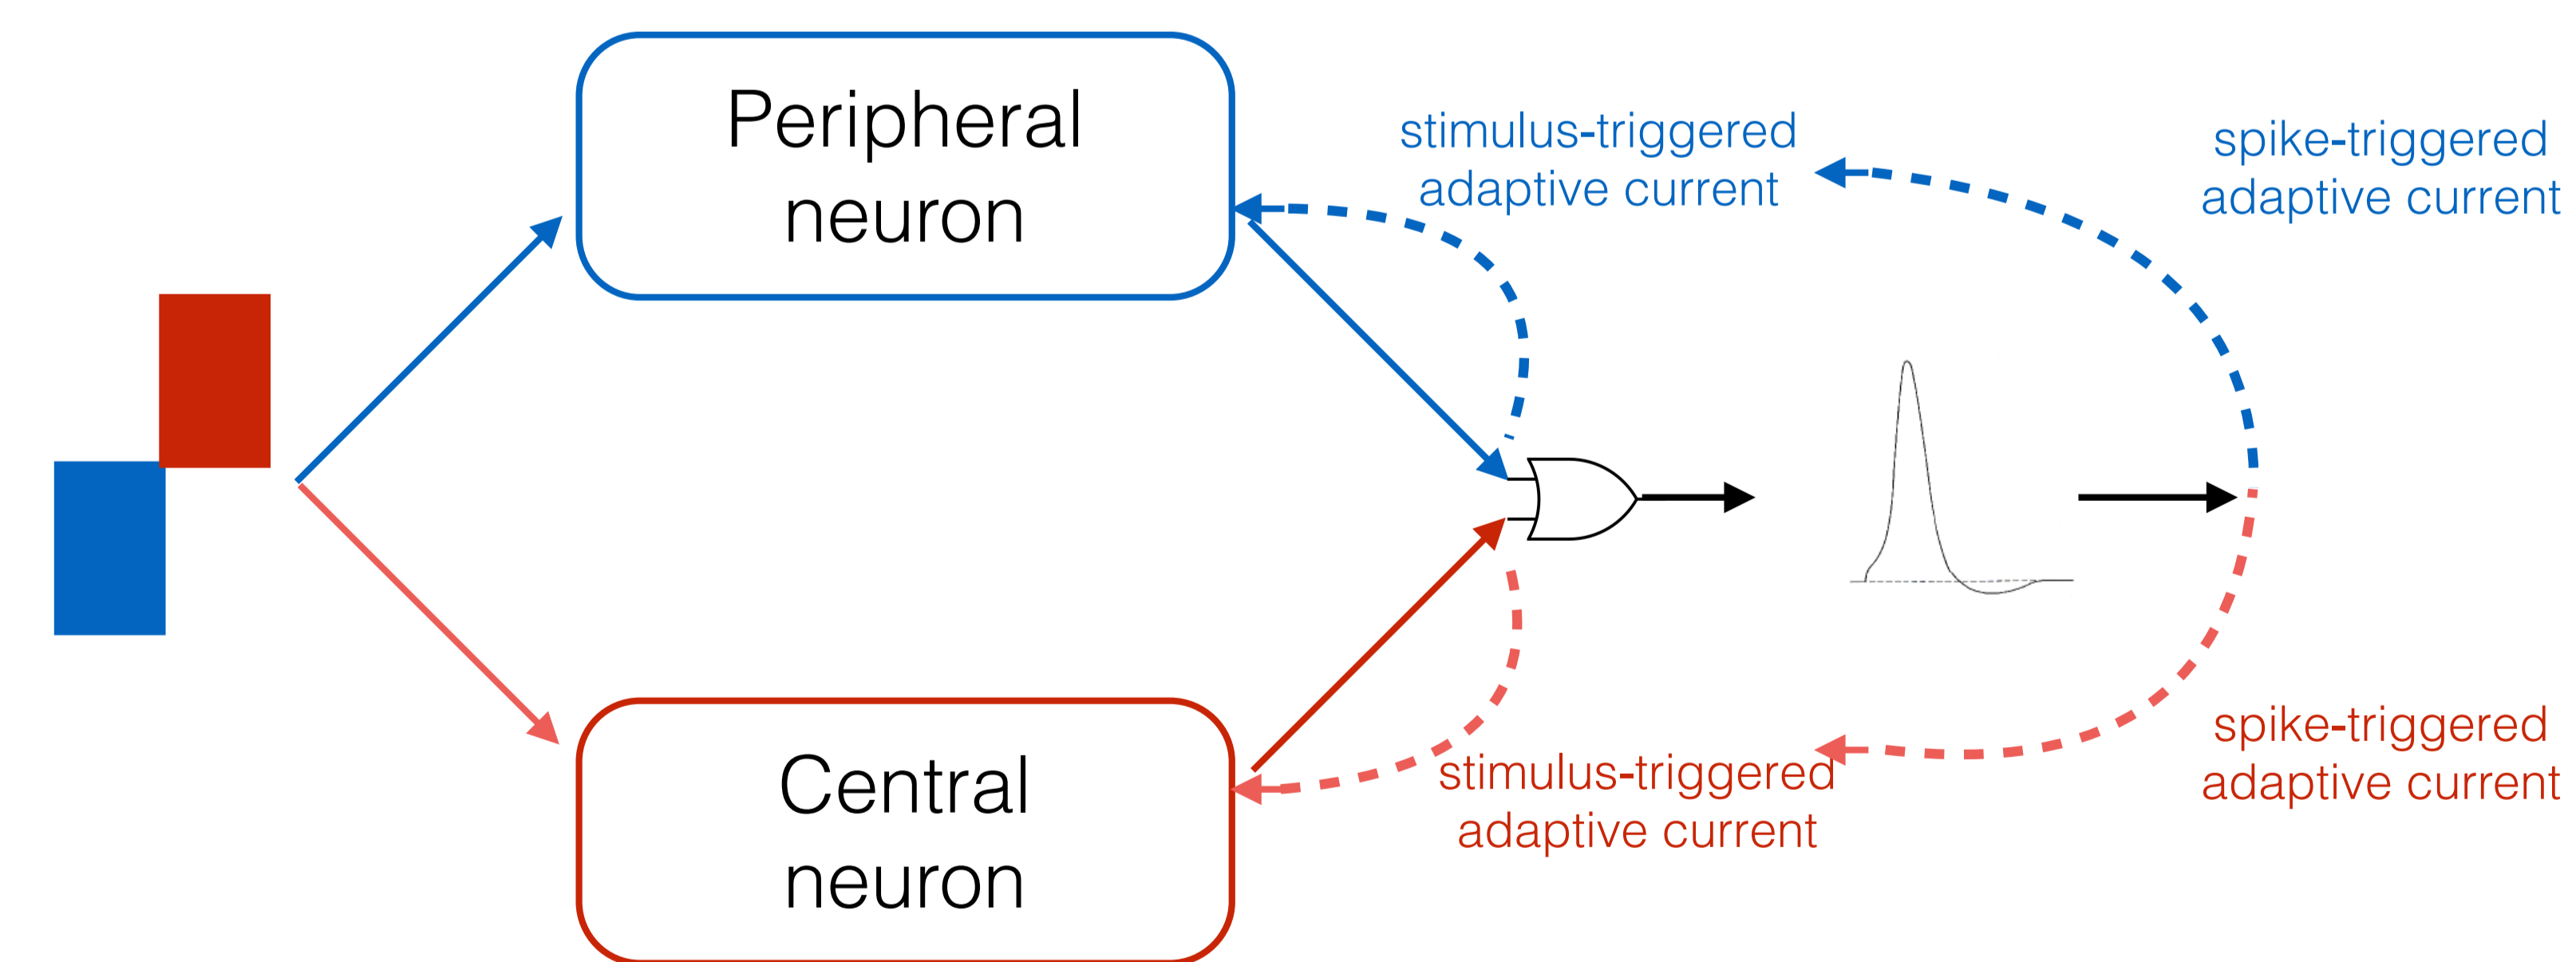 Peripheral
neuron
stimulus-triggered
adaptive current
spike-triggered
adaptive current
Central
neuron
stimulus-triggered
adaptive current
spike-triggered
adaptive current